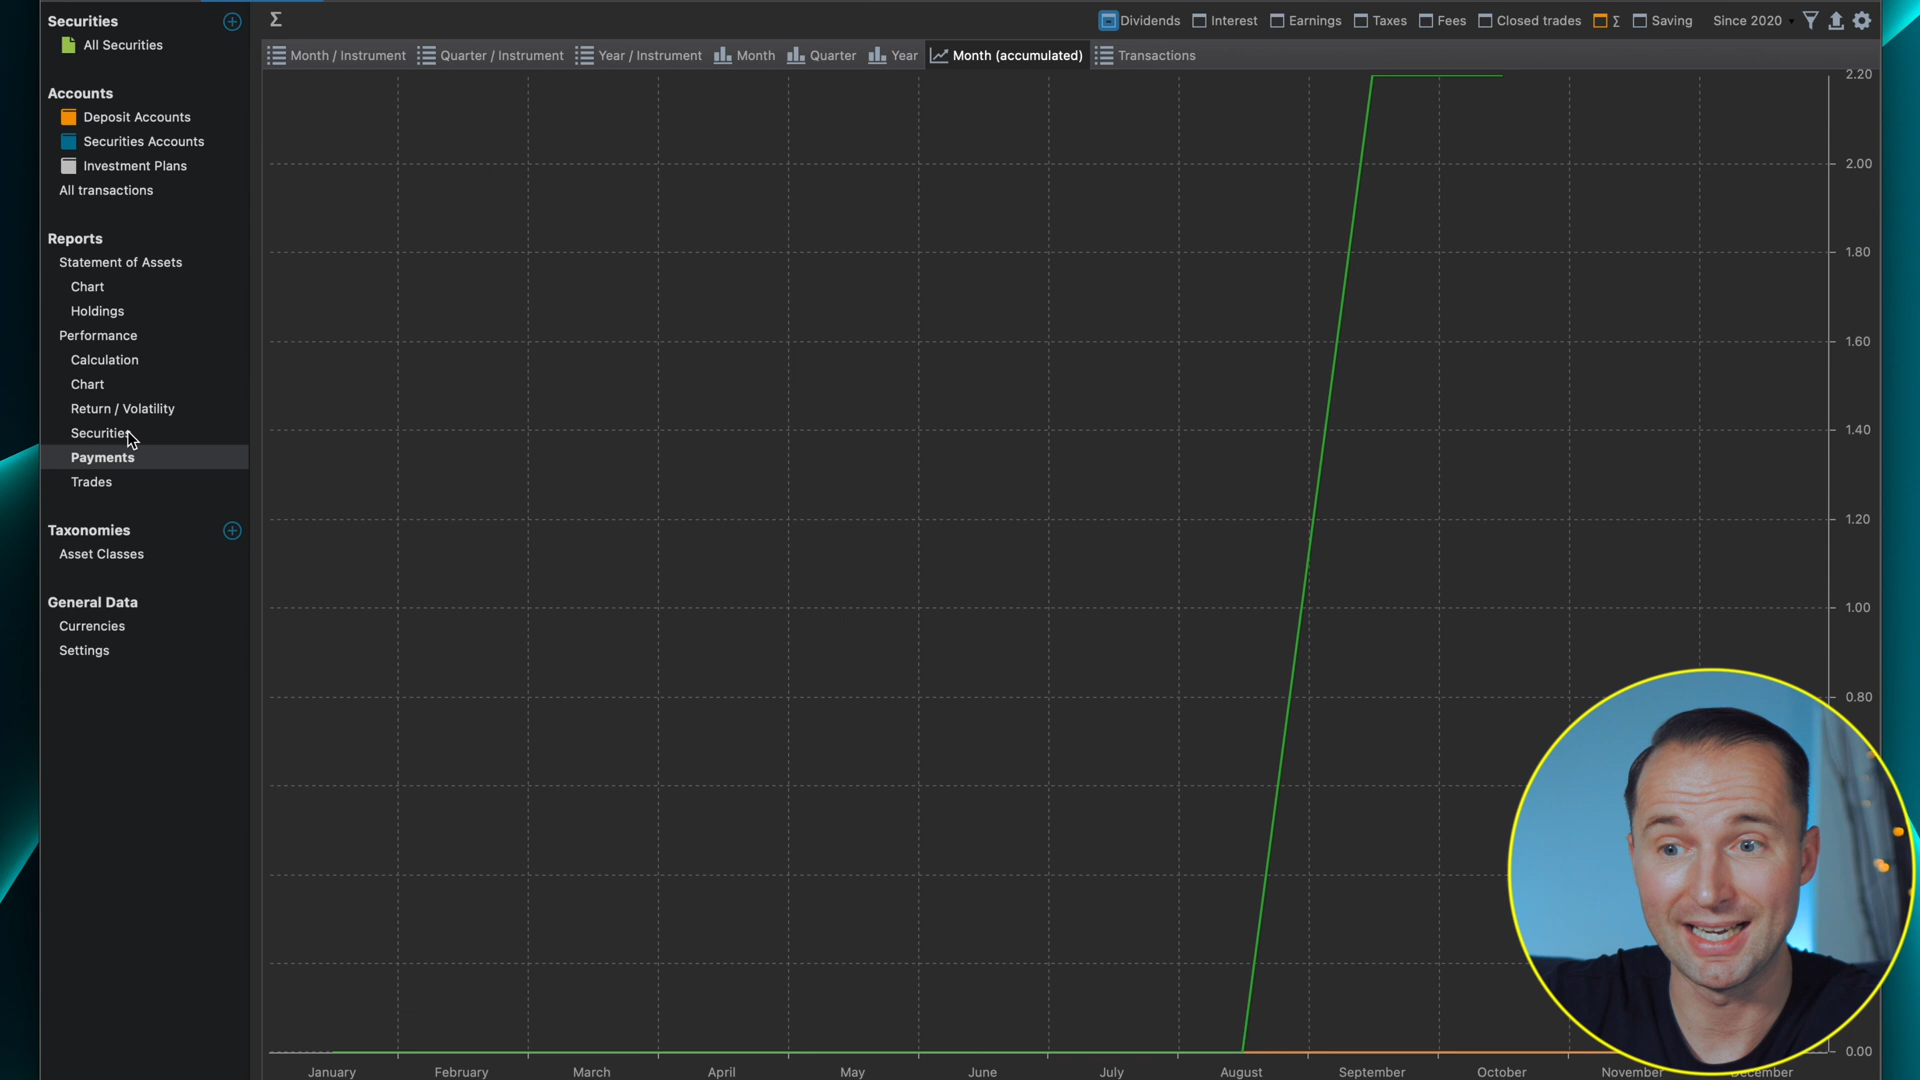 Securities
All Securities
Accounts
Deposit Accounts
Securities Accounts
Investment Plans
All transactions
Reports
Statement of Assets
Chart
Holdings
Performance
Calculation
Chart
Return / Volatility
Securities
Payments
Trades
Taxonomies
Asset Classes
General Data
Currencies
Settings
Σ Dividends Interest Earnings Taxes Fees Closed trades Σ Saving Since 2020
Month / Instrument Quarter / Instrument Year / Instrument Month Quarter Year Month (accumulated) Transactions
2.20
2.00
1.80
1.60
1.40
1.20
1.00
0.80
0.00
January February March April May June July August September October November December